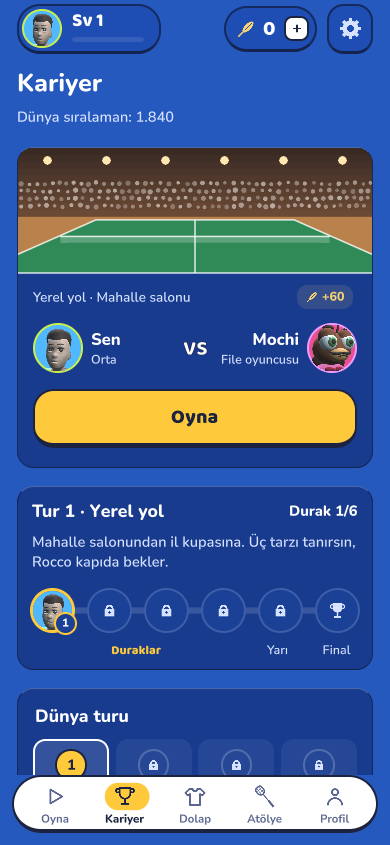 Sv 1
0
+
Kariyer
Dünya sıralaman: 1.840
Yerel yol · Mahalle salonu
+60
Sen
Orta
VS
Mochi
File oyuncusu
Oyna
Tur 1 · Yerel yol
Durak 1/6
Mahalle salonundan il kupasına. Üç tarzı tanırsın,
Rocco kapıda bekler.
1
Duraklar
Yarı
Final
Dünya turu
1
Oyna
Kariyer
Dolap
Atölye
Profil